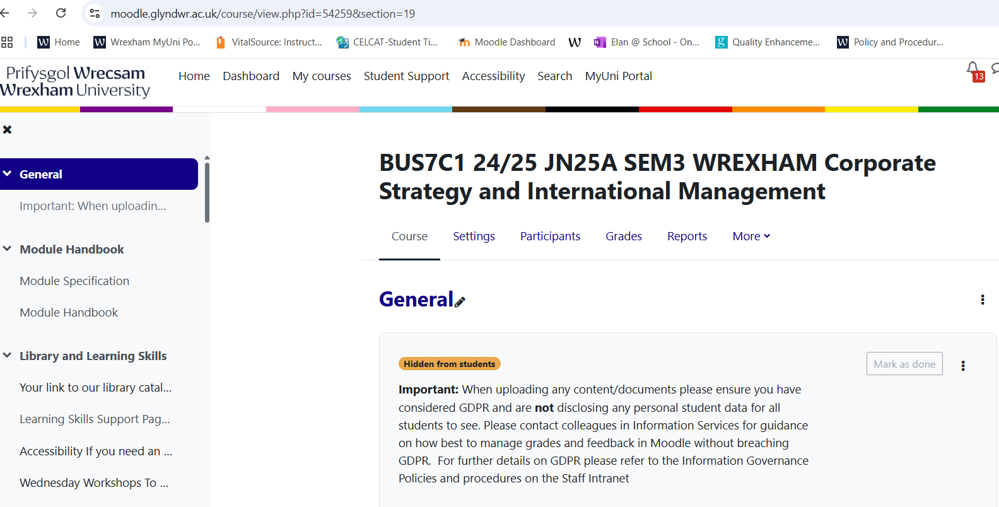 moodle.glyndwr.ac.uk/course/view.php?id=54259&section=19
Home
Wrexham MyUni Po...
VitalSource: Instruct...
CELCAT-Student Ti...
Moodle Dashboard
W
Elan @ School - On...
Quality Enhanceme...
Policy and Procedur...
Prifysgol Wrecsam
Wrexham University
Home Dashboard My courses Student Support Accessibility Search MyUni Portal
13
General
Important: When uploadin...
Module Handbook
Module Specification
Module Handbook
Library and Learning Skills
Your link to our library catal...
Learning Skills Support Pag...
Accessibility If you need an ...
Wednesday Workshops To ...
BUS7C1 24/25 JN25A SEM3 WREXHAM Corporate
Strategy and International Management
Course Settings Participants Grades Reports More
General
Hidden from students
Mark as done
Important: When uploading any content/documents please ensure you have
considered GDPR and are not disclosing any personal student data for all
students to see. Please contact colleagues in Information Services for guidance
on how best to manage grades and feedback in Moodle without breaching
GDPR.  For further details on GDPR please refer to the Information Governance
Policies and procedures on the Staff Intranet